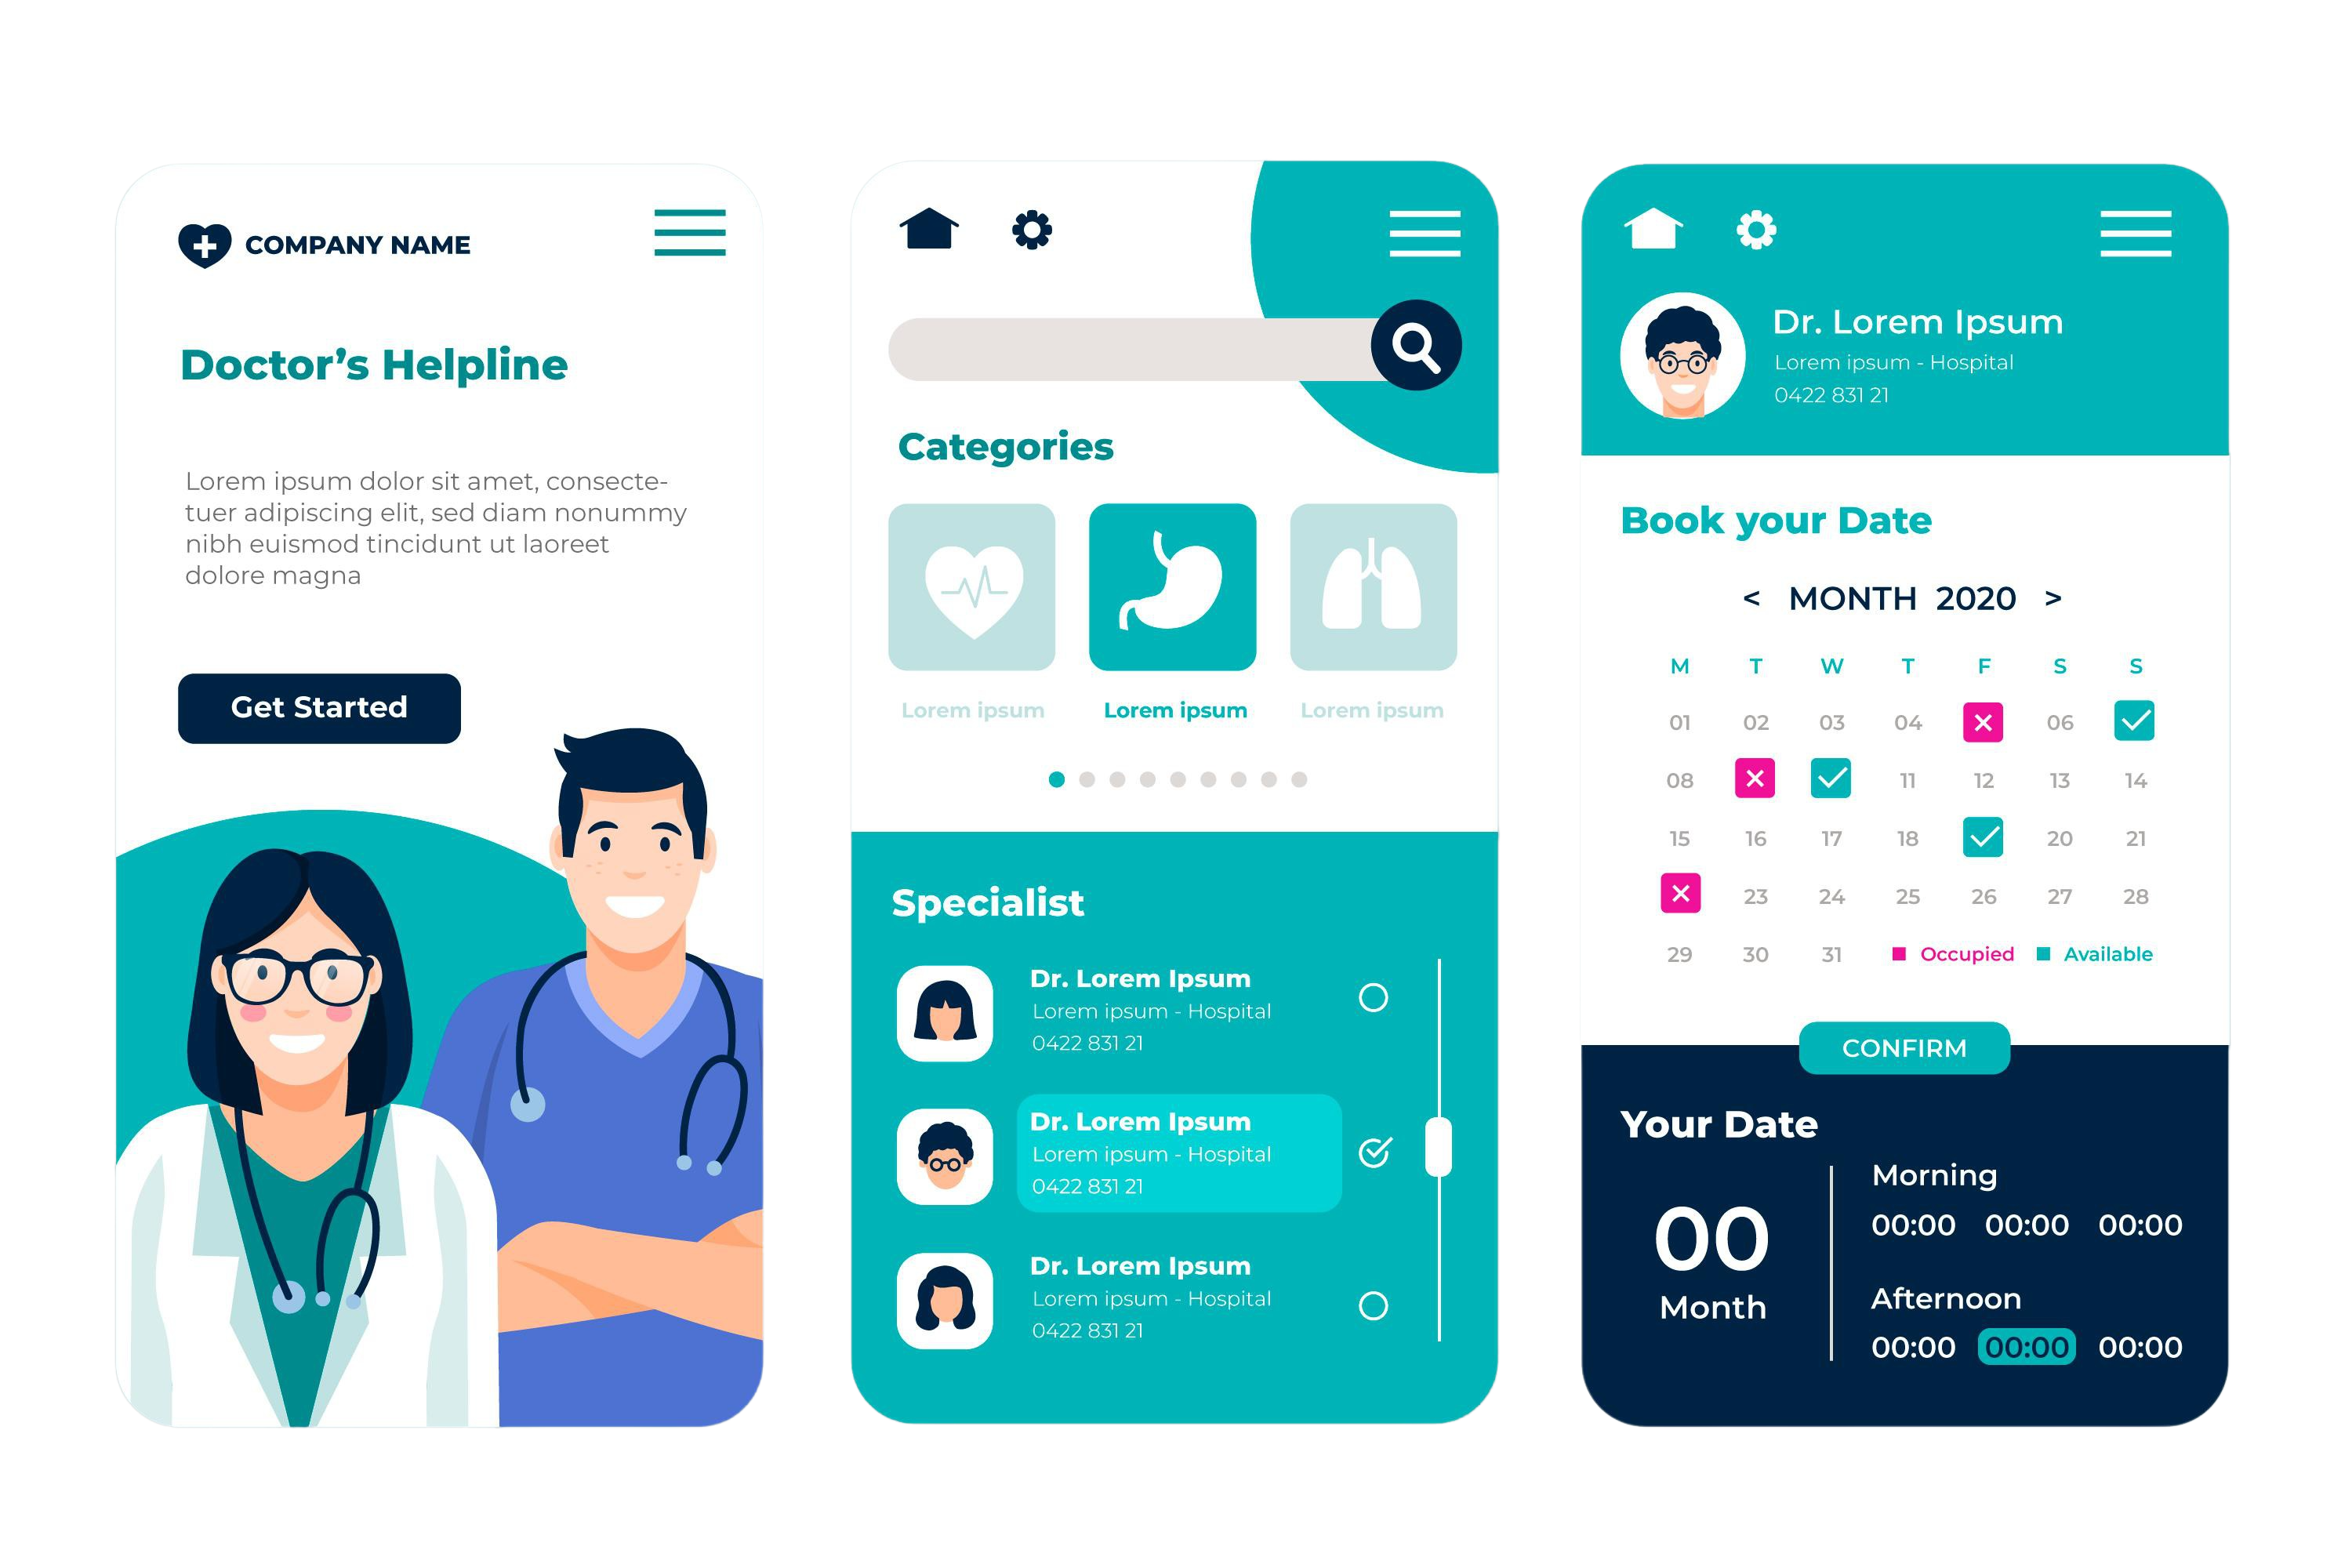 COMPANY NAME
Doctor's Helpline
Lorem ipsum dolor sit amet, consecte-
tuer adipiscing elit, sed diam nonummy
nibh euismod tincidunt ut laoreet
dolore magna
Get Started
Categories
Lorem ipsum Lorem ipsum Lorem ipsum
Specialist
Dr. Lorem Ipsum
Lorem ipsum - Hospital
0422 831 21
Dr. Lorem Ipsum
Lorem ipsum - Hospital
0422 831 21
Dr. Lorem Ipsum
Lorem ipsum - Hospital
0422 831 21
Dr. Lorem Ipsum
Lorem ipsum - Hospital
0422 831 21
Book your Date
< MONTH 2020 >
M T W T F S S
01 02 03 04 06
08 11 12 13 14
15 16 17 18 20 21
23 24 25 26 27 28
29 30 31 Occupied Available
CONFIRM
Your Date
00
Month
Morning
00:00 00:00 00:00
Afternoon
00:00 00:00 00:00